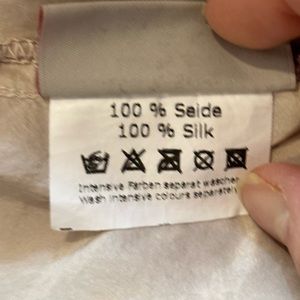 100 % Seide
100 % Silk
Intensive Farben separat waschen
Wash intensive colours separately